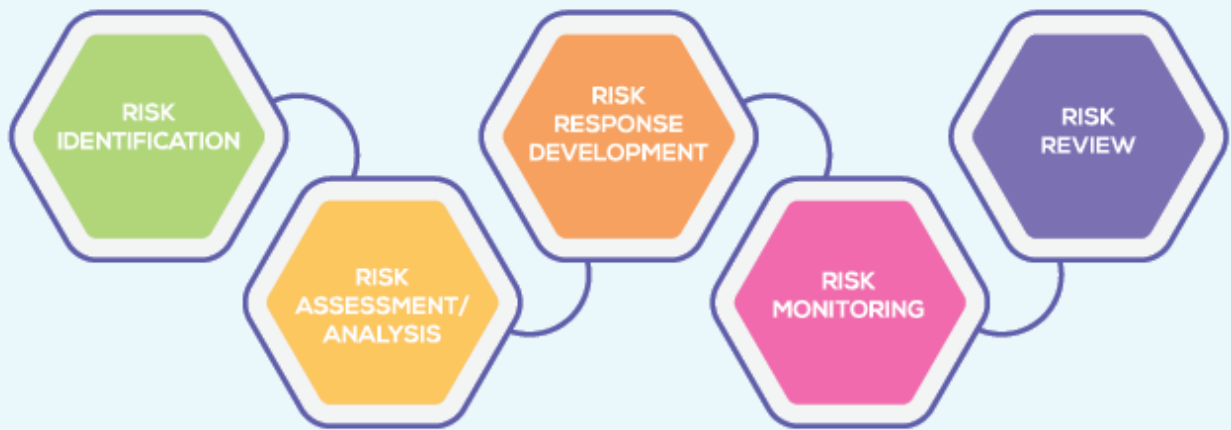 RISK
IDENTIFICATION
RISK
ASSESSMENT/
ANALYSIS
RISK
RESPONSE
DEVELOPMENT
RISK
MONITORING
RISK
REVIEW